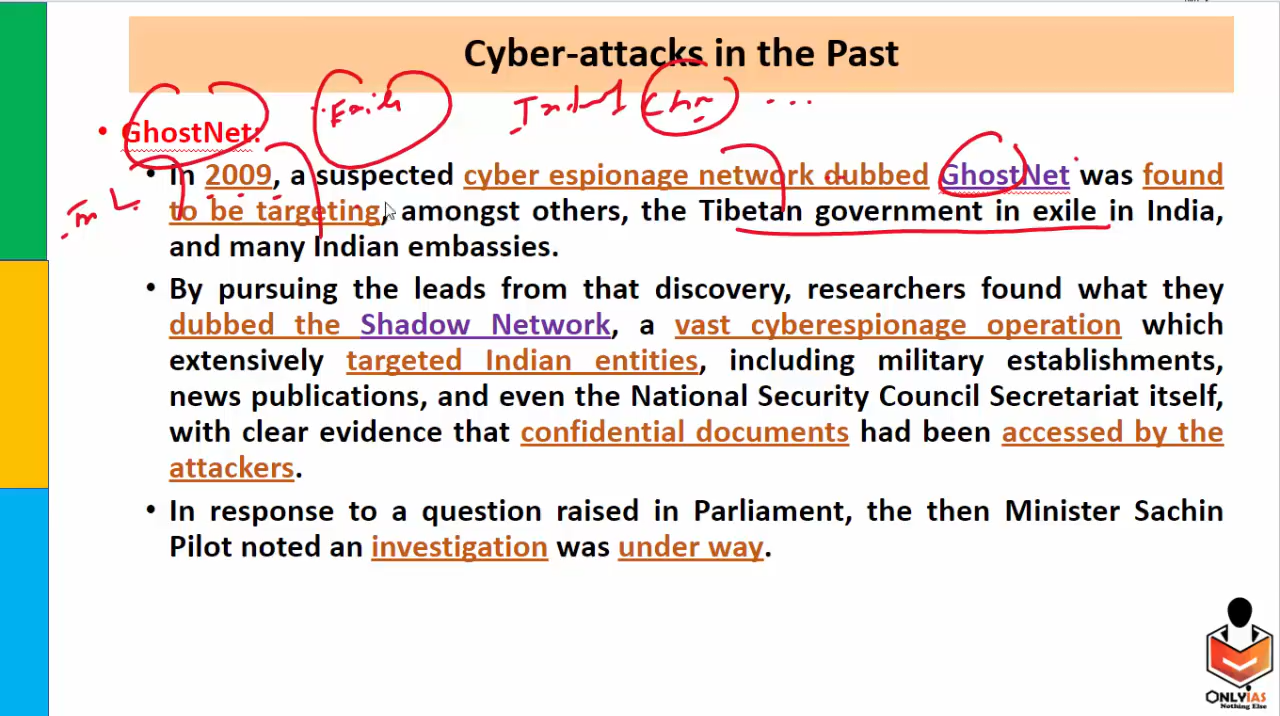 Cyber-attacks in the Past
• GhostNet:
• In 2009, a suspected cyber espionage network dubbed GhostNet was found
to be targeting, amongst others, the Tibetan government in exile in India,
and many Indian embassies.
• By pursuing the leads from that discovery, researchers found what they
dubbed the Shadow Network, a vast cyberespionage operation which
extensively targeted Indian entities, including military establishments,
news publications, and even the National Security Council Secretariat itself,
with clear evidence that confidential documents had been accessed by the
attackers.
• In response to a question raised in Parliament, the then Minister Sachin
Pilot noted an investigation was under way.
ONLYIAS
Nothing Else